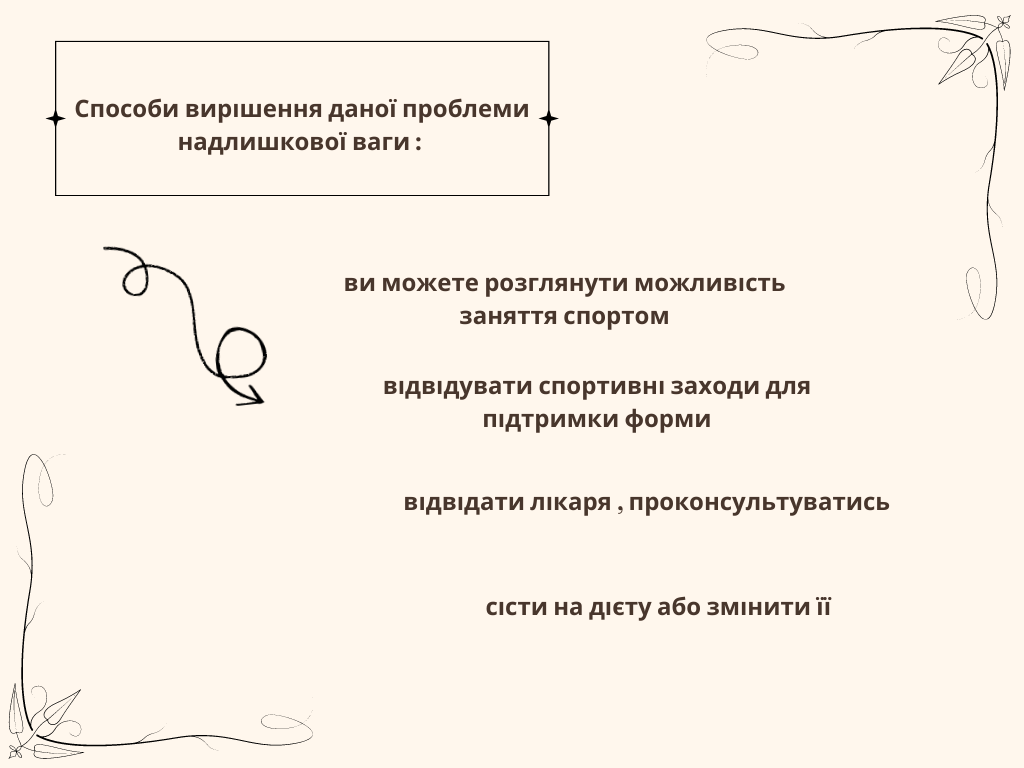 Способи вирішення даної проблеми
надлишкової ваги :
ви можете розглянути можливість
заняття спортом
відвідувати спортивні заходи для
підтримки форми
відвідати лікаря , проконсультуватись
сісти на дієту або змінити її